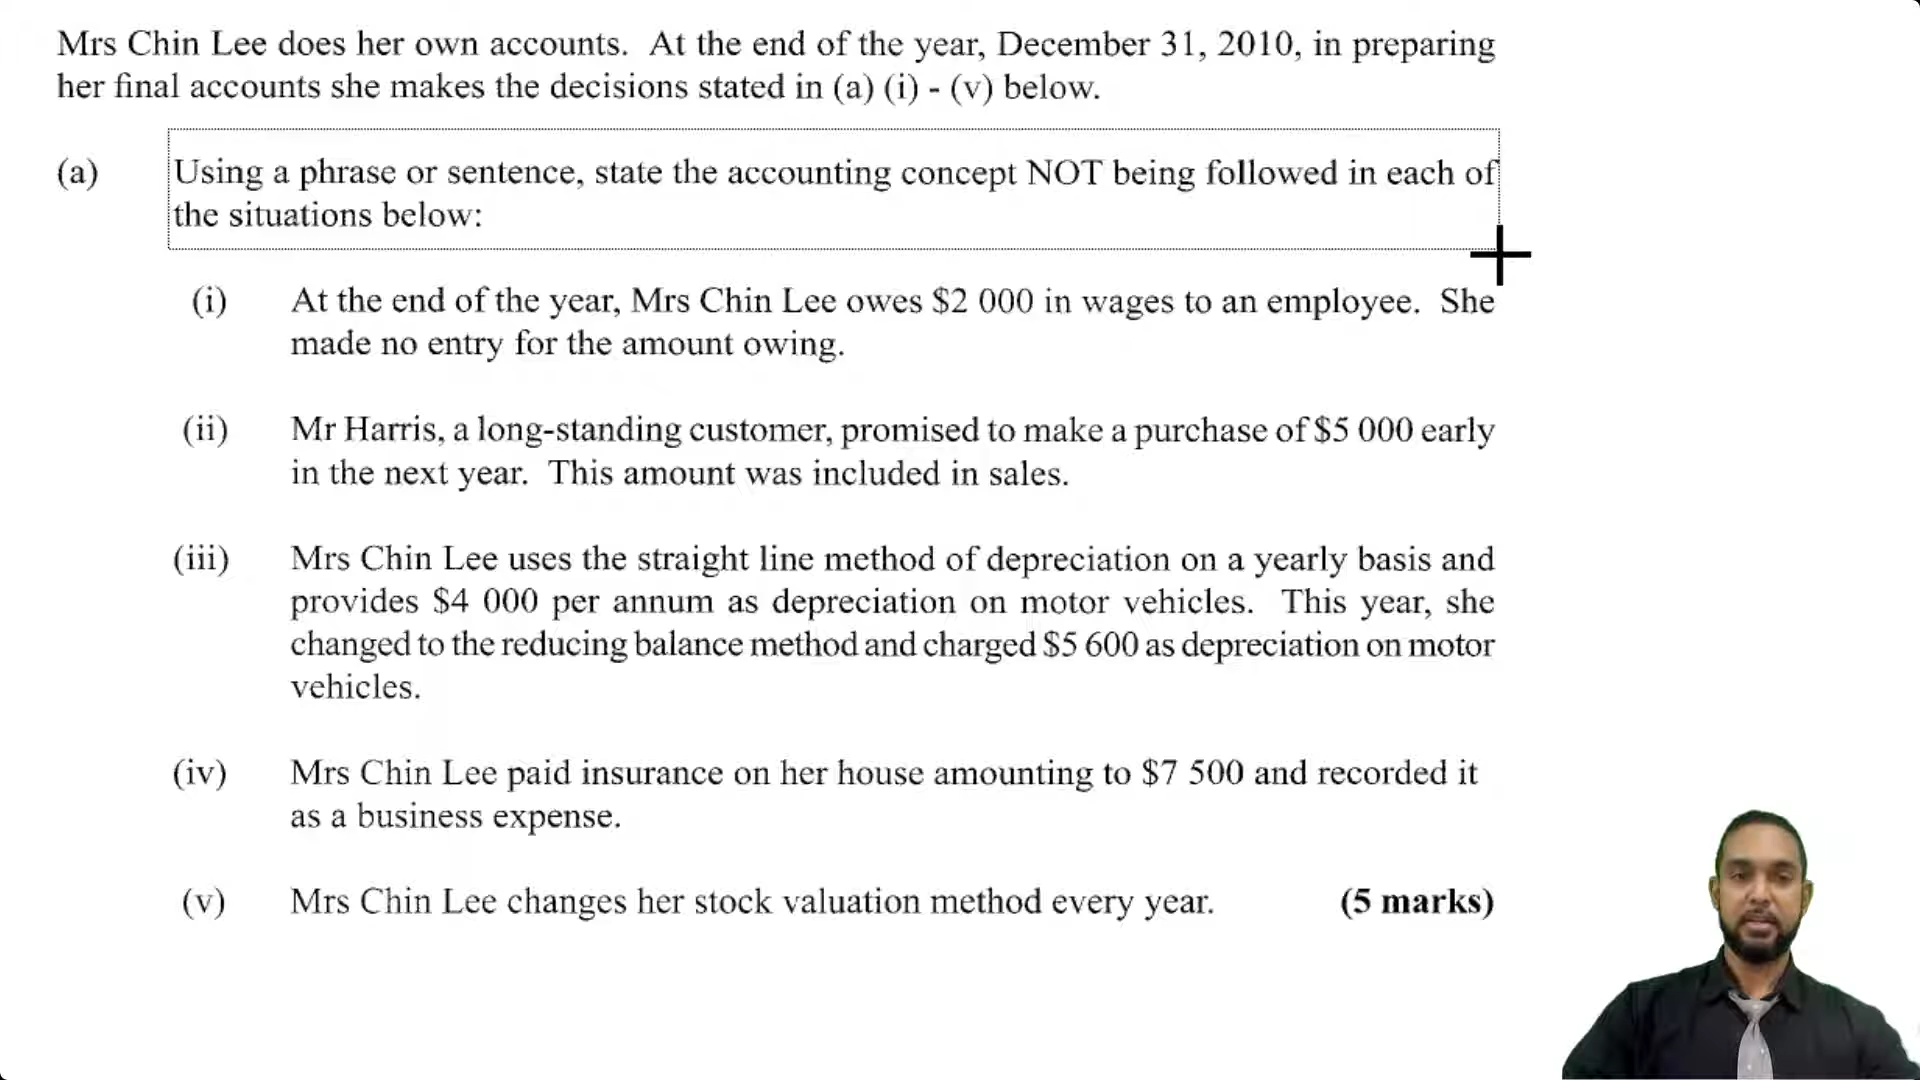 Mrs Chin Lee does her own accounts. At the end of the year, December 31, 2010, in preparing
her final accounts she makes the decisions stated in (a) (i) - (v) below.
(a) Using a phrase or sentence, state the accounting concept NOT being followed in each of
the situations below:
(i) At the end of the year, Mrs Chin Lee owes $2 000 in wages to an employee. She
made no entry for the amount owing.
(ii) Mr Harris, a long-standing customer, promised to make a purchase of $5 000 early
in the next year. This amount was included in sales.
(iii) Mrs Chin Lee uses the straight line method of depreciation on a yearly basis and
provides $4 000 per annum as depreciation on motor vehicles. This year, she
changed to the reducing balance method and charged $5 600 as depreciation on motor
vehicles.
(iv) Mrs Chin Lee paid insurance on her house amounting to $7 500 and recorded it
as a business expense.
(v) Mrs Chin Lee changes her stock valuation method every year. (5 marks)